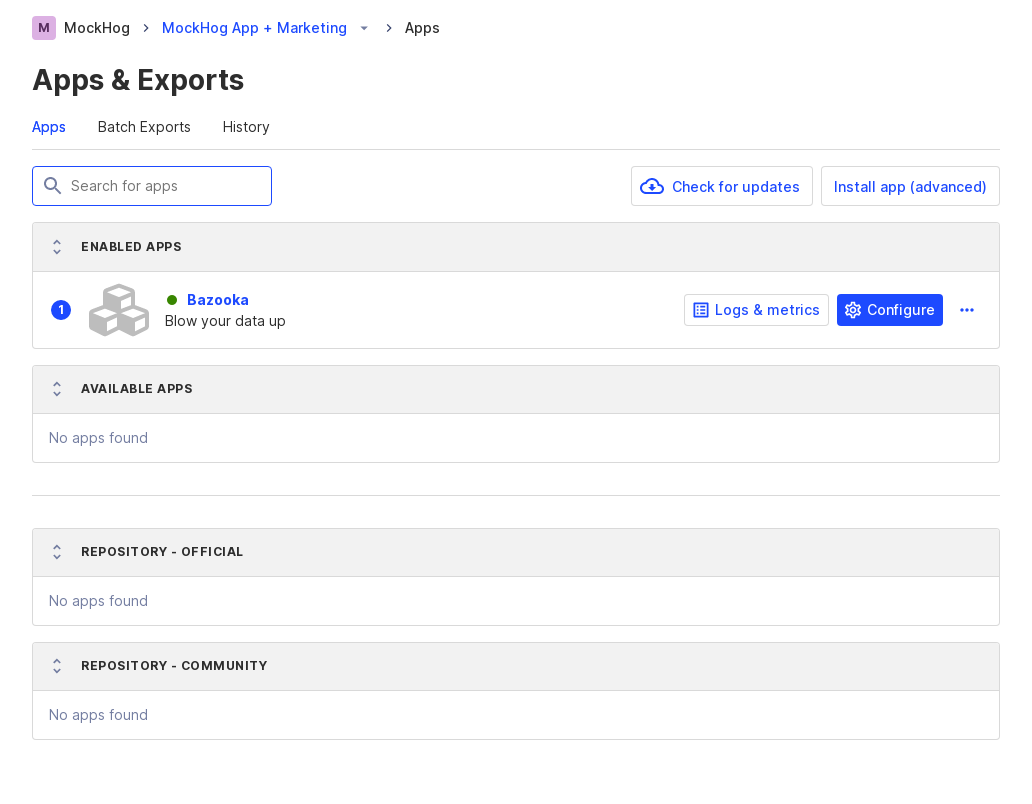 M MockHog MockHog App + Marketing Apps
Apps & Exports
Apps Batch Exports History
Search for apps Check for updates Install app (advanced)
ENABLED APPS
1 Bazooka
Blow your data up
Logs & metrics Configure
AVAILABLE APPS
No apps found
REPOSITORY - OFFICIAL
No apps found
REPOSITORY - COMMUNITY
No apps found